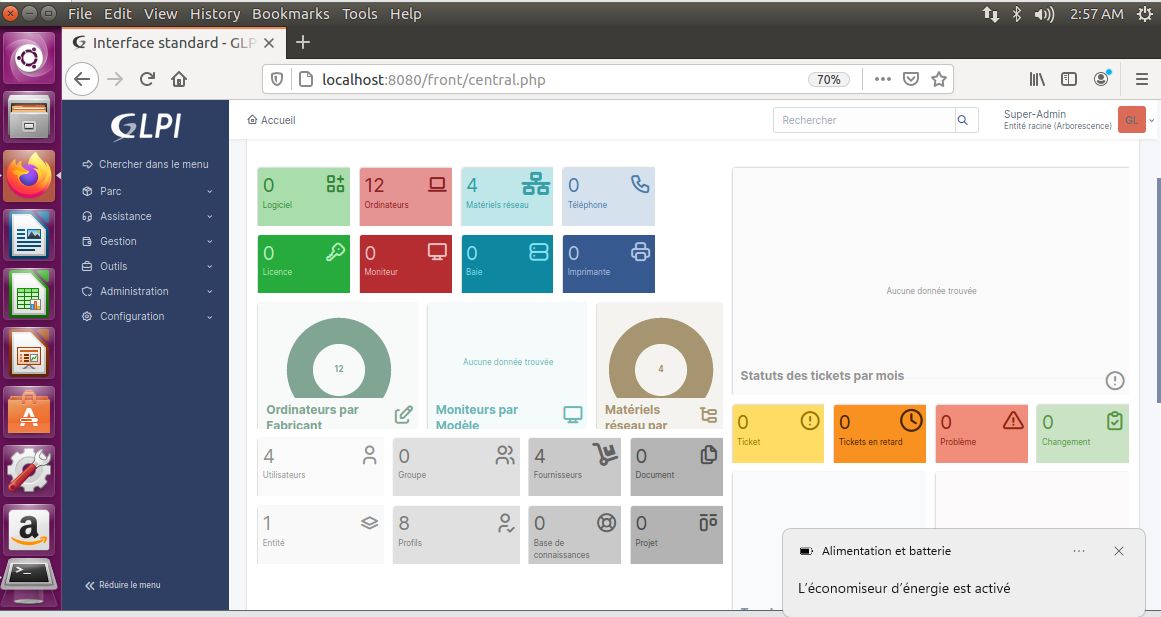 File Edit View History Bookmarks Tools Help
2:57 AM
Interface standard - GLP
localhost:8080/front/central.php
70%
GLPI
Accueil
Rechercher
Super-Admin
Entité racine (Arborescence)
GL
Chercher dans le menu
Parc
Assistance
Gestion
Outils
Administration
Configuration
Réduire le menu
0
Logiciel
12
Ordinateurs
4
Matériels réseau
0
Téléphone
0
Licence
0
Moniteur
0
Baie
0
Imprimante
12
Ordinateurs par
Fabricant
Aucune donnée trouvée
Moniteurs par
Modèle
4
Matériels
réseau par
4
Utilisateurs
0
Groupe
4
Fournisseurs
0
Document
1
Entité
8
Profils
0
Base de
connaissances
0
Projet
Aucune donnée trouvée
Statuts des tickets par mois
0
Ticket
0
Tickets en retard
0
Problème
0
Changement
Alimentation et batterie
L'économiseur d'énergie est activé